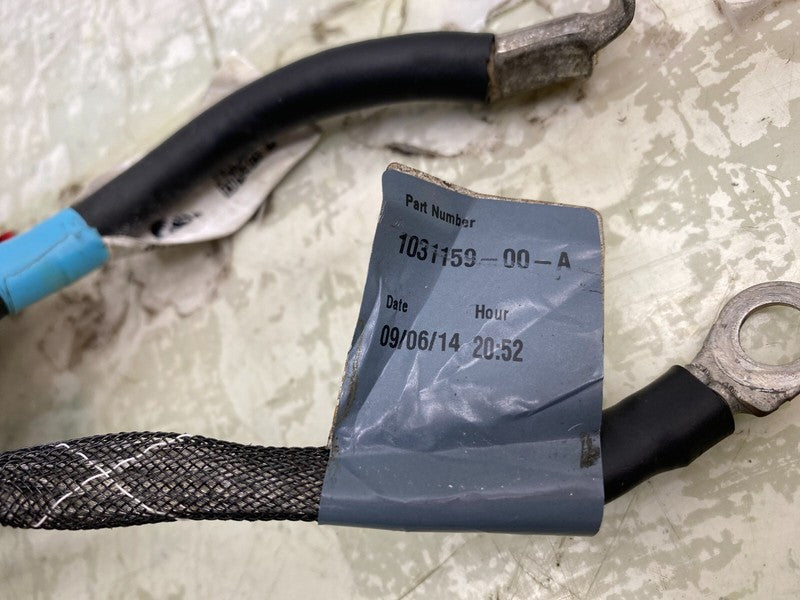 Part Number
1031159-00-A
Date Hour
09/06/14 20:52